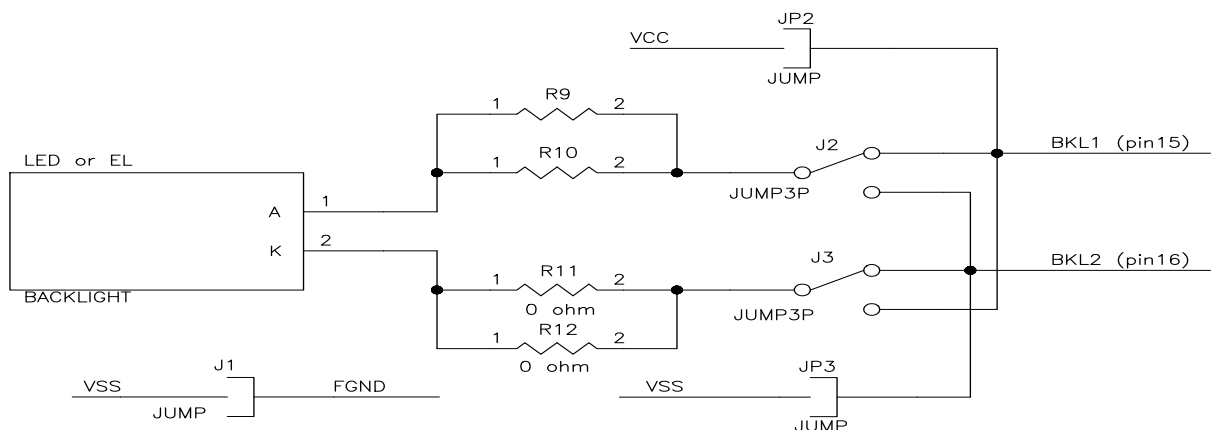 JP2
VCC
JUMP
R9
1 2
LED or EL
R10
1 2
J2
BKL1 (pin15)
JUMP3P
A 1
K 2
BACKLIGHT
R11
1 2
0 ohm
J3
BKL2 (pin16)
JUMP3P
R12
1 2
0 ohm
J1
VSS FGND
JUMP
JP3
VSS
JUMP